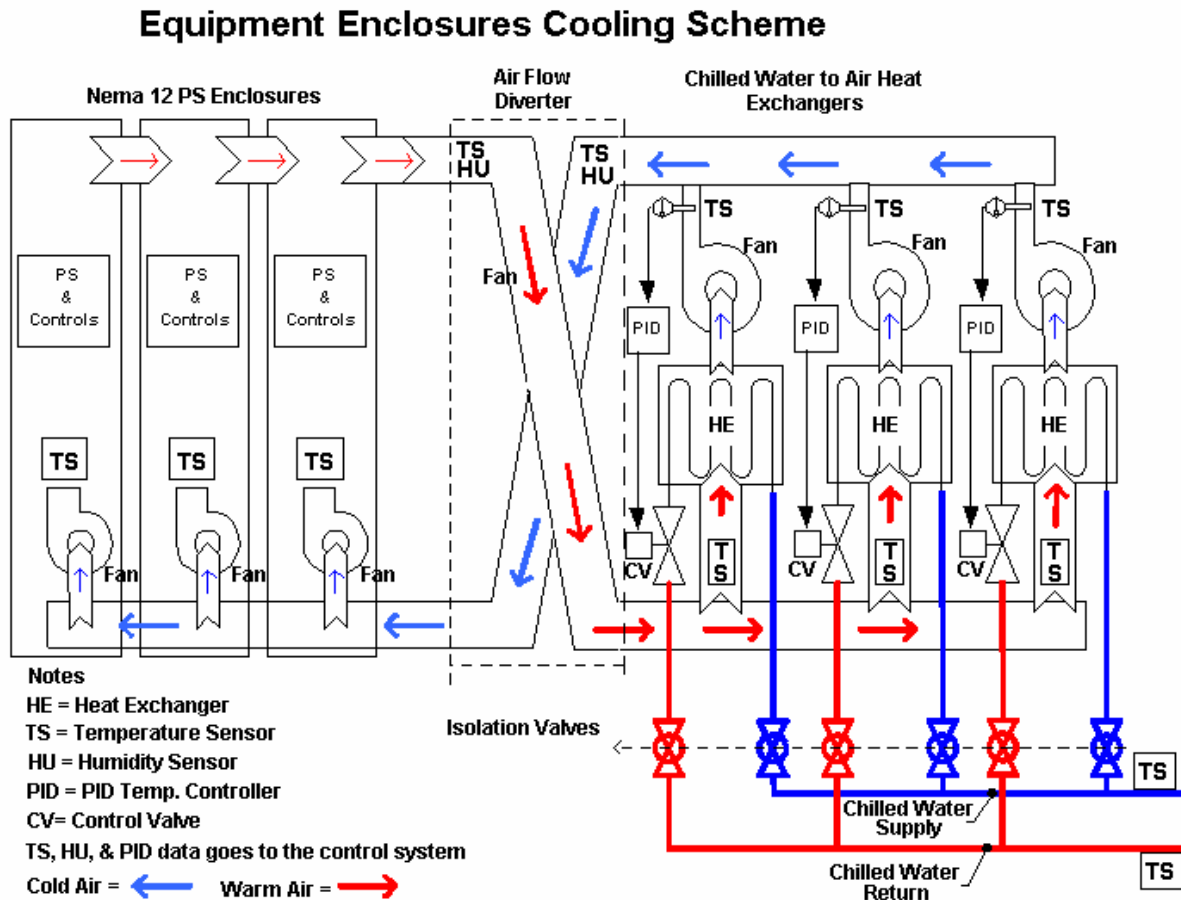 Equipment Enclosures Cooling Scheme
Nema 12 PS Enclosures
Air Flow
Diverter
Chilled Water to Air Heat
Exchangers
TS
HU
TS
HU
TS
TS
TS
Fan
Fan
Fan
Fan
PS
&
Controls
PS
&
Controls
PS
&
Controls
PID
PID
PID
HE
HE
HE
TS
TS
TS
T
S
T
S
T
S
CV
CV
CV
Fan
Fan
Fan
Notes
HE = Heat Exchanger
TS = Temperature Sensor
HU = Humidity Sensor
PID = PID Temp. Controller
CV= Control Valve
TS, HU, & PID data goes to the control system
Cold Air =
Warm Air =
Isolation Valves
TS
Chilled Water
Supply
Chilled Water
Return
TS